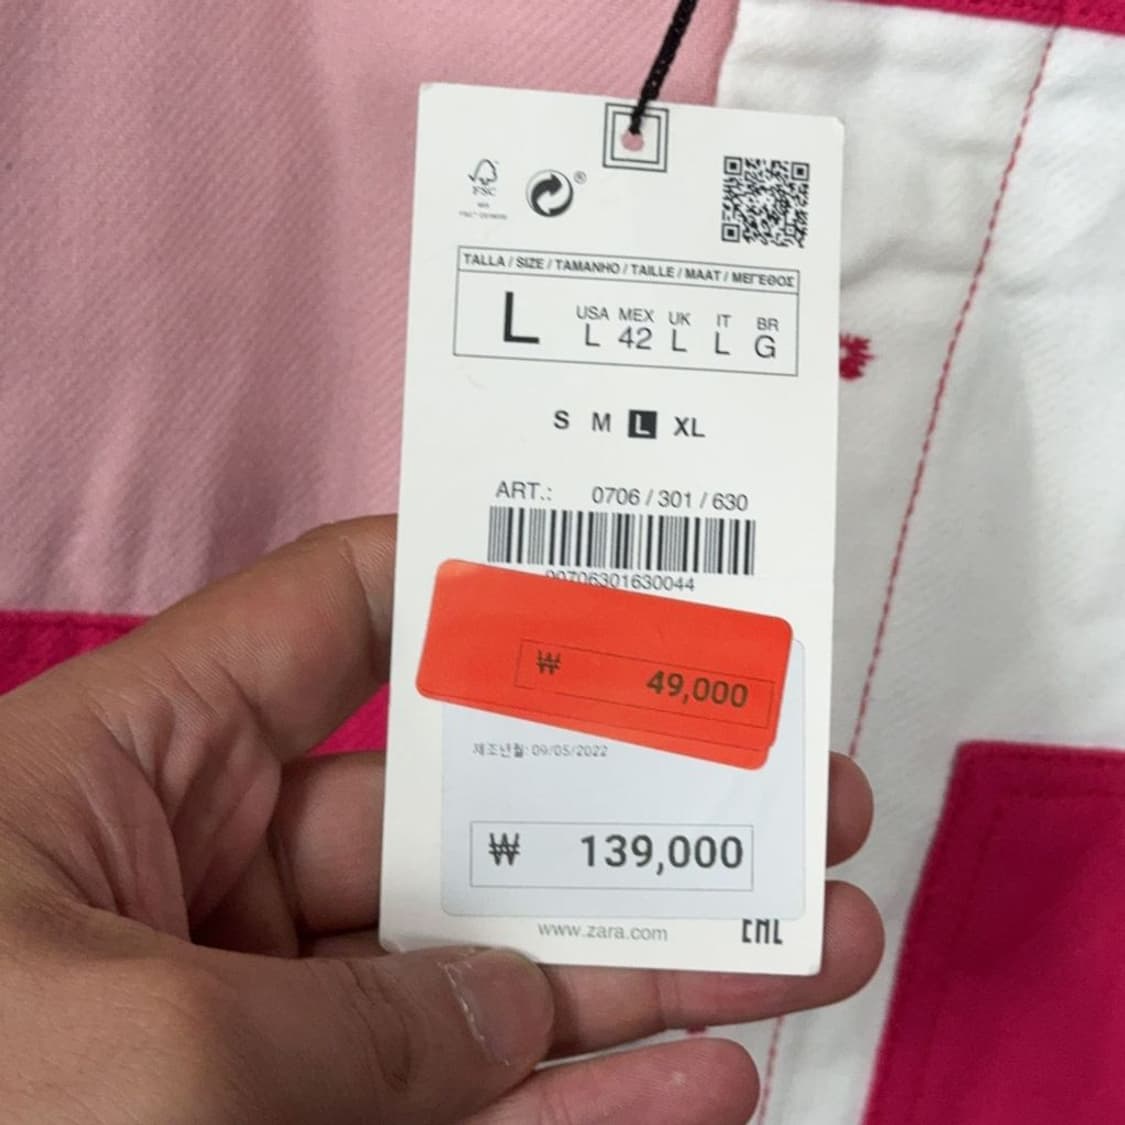 FSC
®
TALLA / SIZE / TAMANHO / TAILLE / MAAT / ΜΕΓΕΘΟΣ
L
USA MEX UK IT BR
L 42 L L G
S M L XL
ART.: 0706 / 301 / 630
00706301630044
₩ 49,000
제조년월: 09/05/2022
₩ 139,000
www.zara.com
EAC